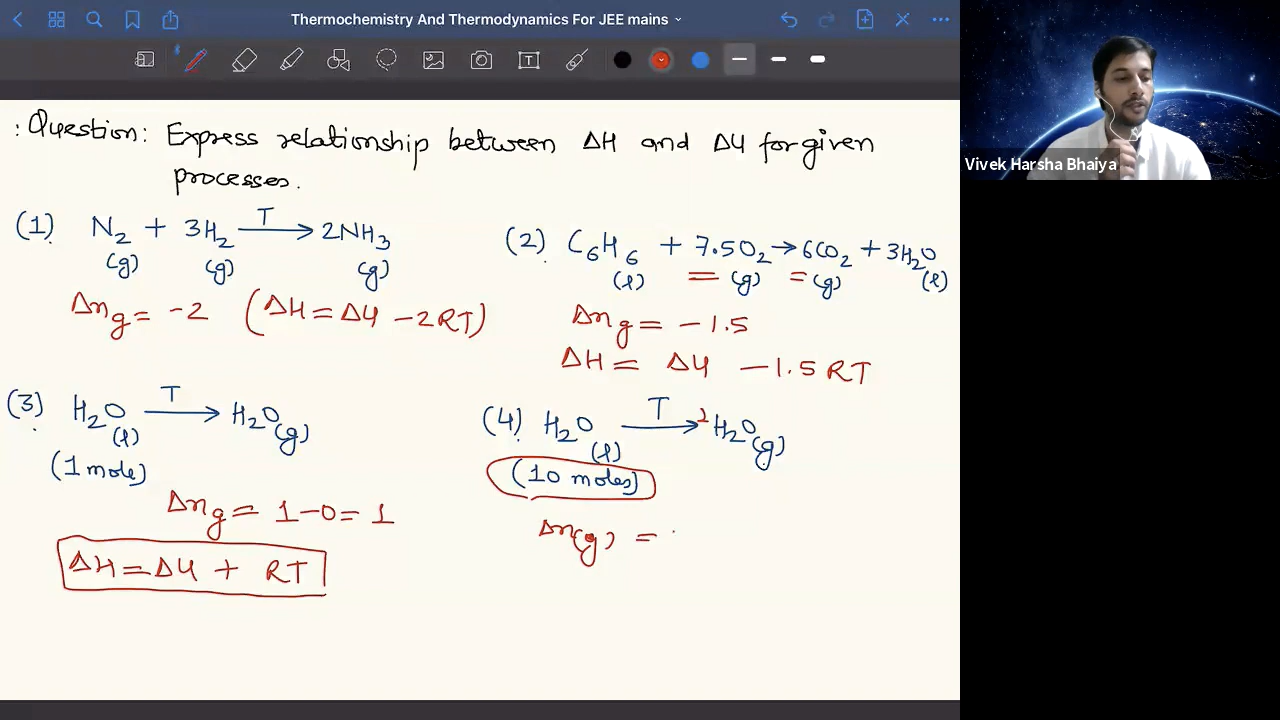 Thermochemistry And Thermodynamics For JEE mains
: Question: Express relationship between ΔH and ΔU for given
processes.
(1) N₂ + 3H₂ →T 2NH₃
(g) (g) (g)
Δng = -2 (ΔH = ΔU - 2RT)
(2) C₆H₆ + 7.5O₂ → 6CO₂ + 3H₂O
(l) (g) (g) (l)
Δng = -1.5
ΔH = ΔU - 1.5 RT
(3) H₂O →T H₂O(g)
(l)
(1 mole)
Δng = 1-0 = 1
ΔH = ΔU + RT
(4) H₂O →T H₂O(g)
(l)
(10 moles)
Δn(g) =
Vivek Harsha Bhaiya